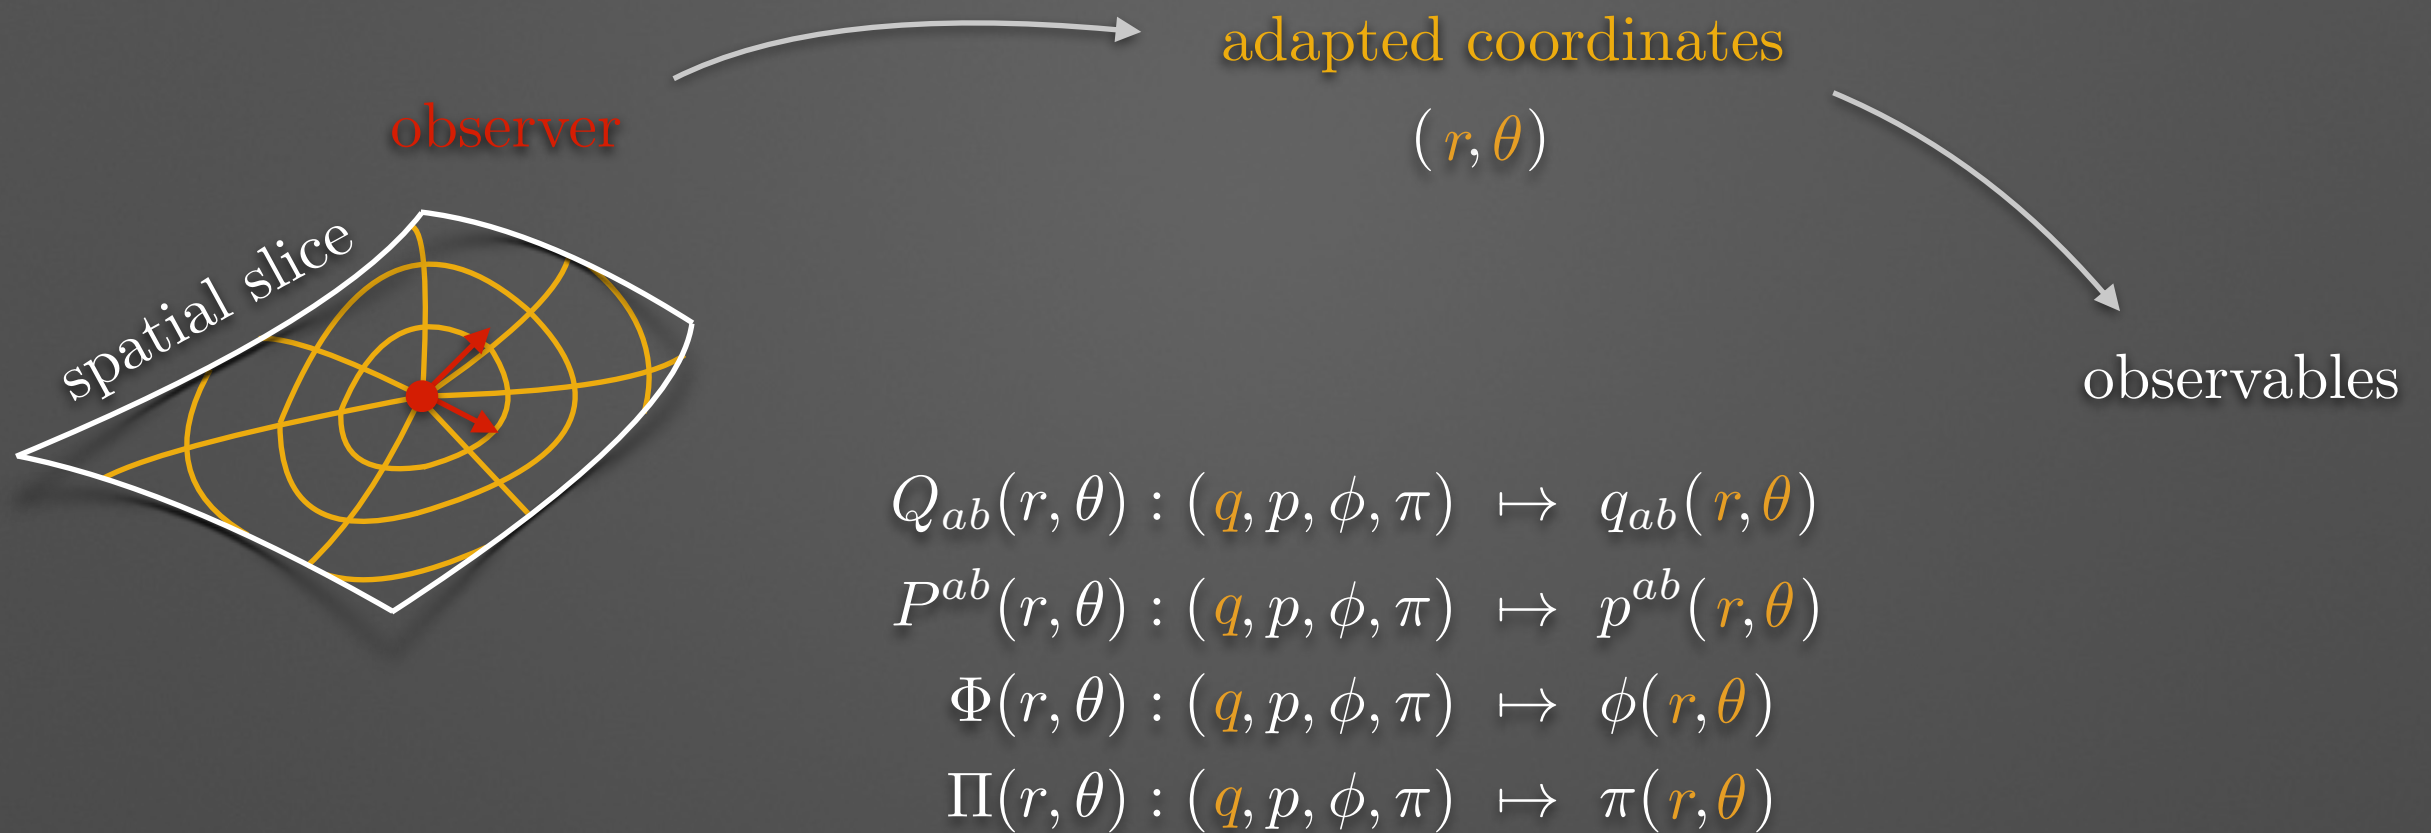 adapted coordinates
(r, θ)
observer
spatial slice
observables
Q_{ab}(r, θ) : (q, p, ϕ, π) ↦ q_{ab}(r, θ)
P^{ab}(r, θ) : (q, p, ϕ, π) ↦ p^{ab}(r, θ)
Φ(r, θ) : (q, p, ϕ, π) ↦ ϕ(r, θ)
Π(r, θ) : (q, p, ϕ, π) ↦ π(r, θ)